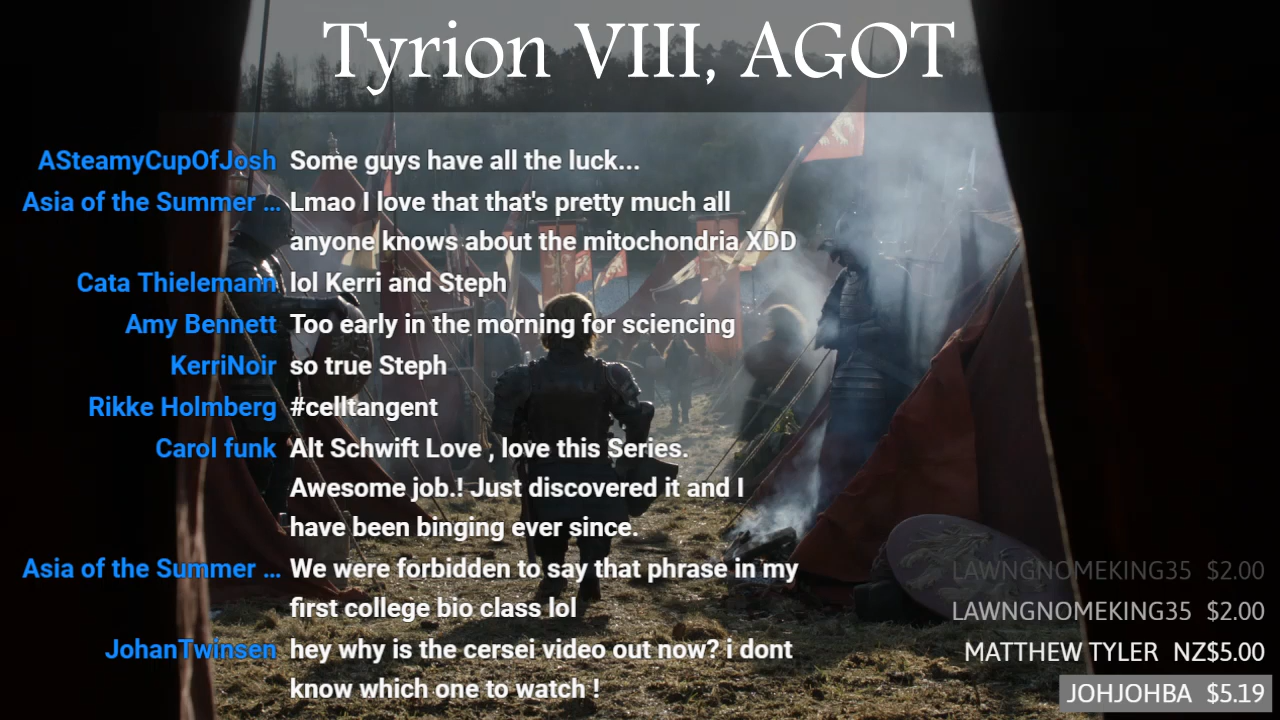 Tyrion VIII, AGOT
ASteamyCupOfJosh Some guys have all the luck...
Asia of the Summer ... Lmao I love that that's pretty much all
anyone knows about the mitochondria XDD
Cata Thielemann lol Kerri and Steph
Amy Bennett Too early in the morning for sciencing
KerriNoir so true Steph
Rikke Holmberg #celltangent
Carol funk Alt Schwift Love , love this Series.
Awesome job.! Just discovered it and I
have been binging ever since.
Asia of the Summer ... We were forbidden to say that phrase in my
first college bio class lol
JohanTwinsen hey why is the cersei video out now? i dont
know which one to watch !
LAWNGNOMEKING35 $2.00
LAWNGNOMEKING35 $2.00
MATTHEW TYLER NZ$5.00
JOHJOHBA $5.19